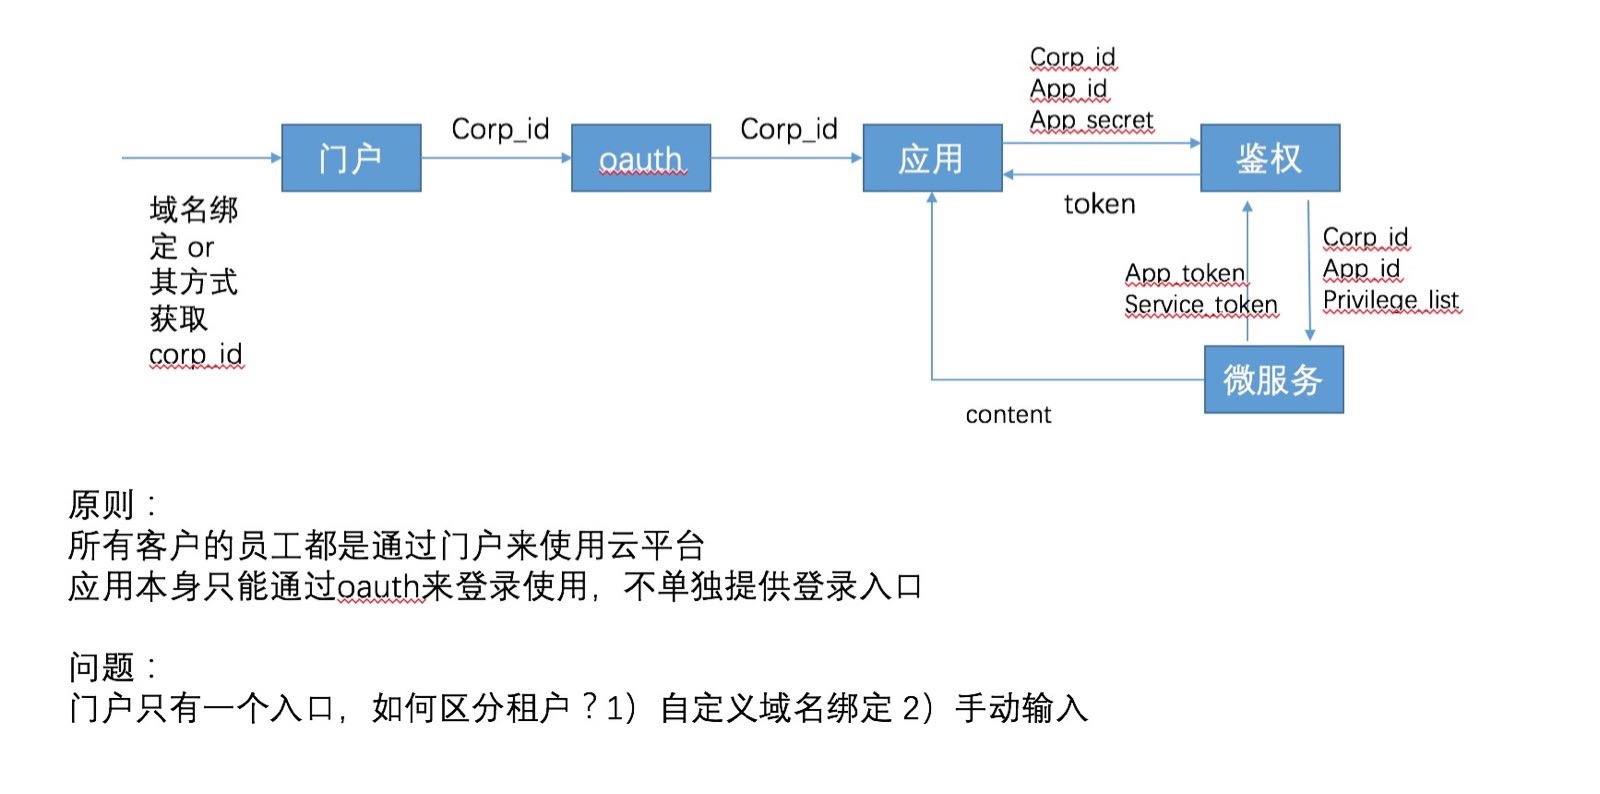 Corp_id
App_id
App_secret
Corp_id
Corp_id
门户
oauth
应用
鉴权
token
域名绑
定 or
其方式
获取
corp_id
App_token
Service_token
Corp_id
App_id
Privilege_list
微服务
content
原则：
所有客户的员工都是通过门户来使用云平台
应用本身只能通过oauth来登录使用，不单独提供登录入口
问题：
门户只有一个入口，如何区分租户？1）自定义域名绑定 2）手动输入